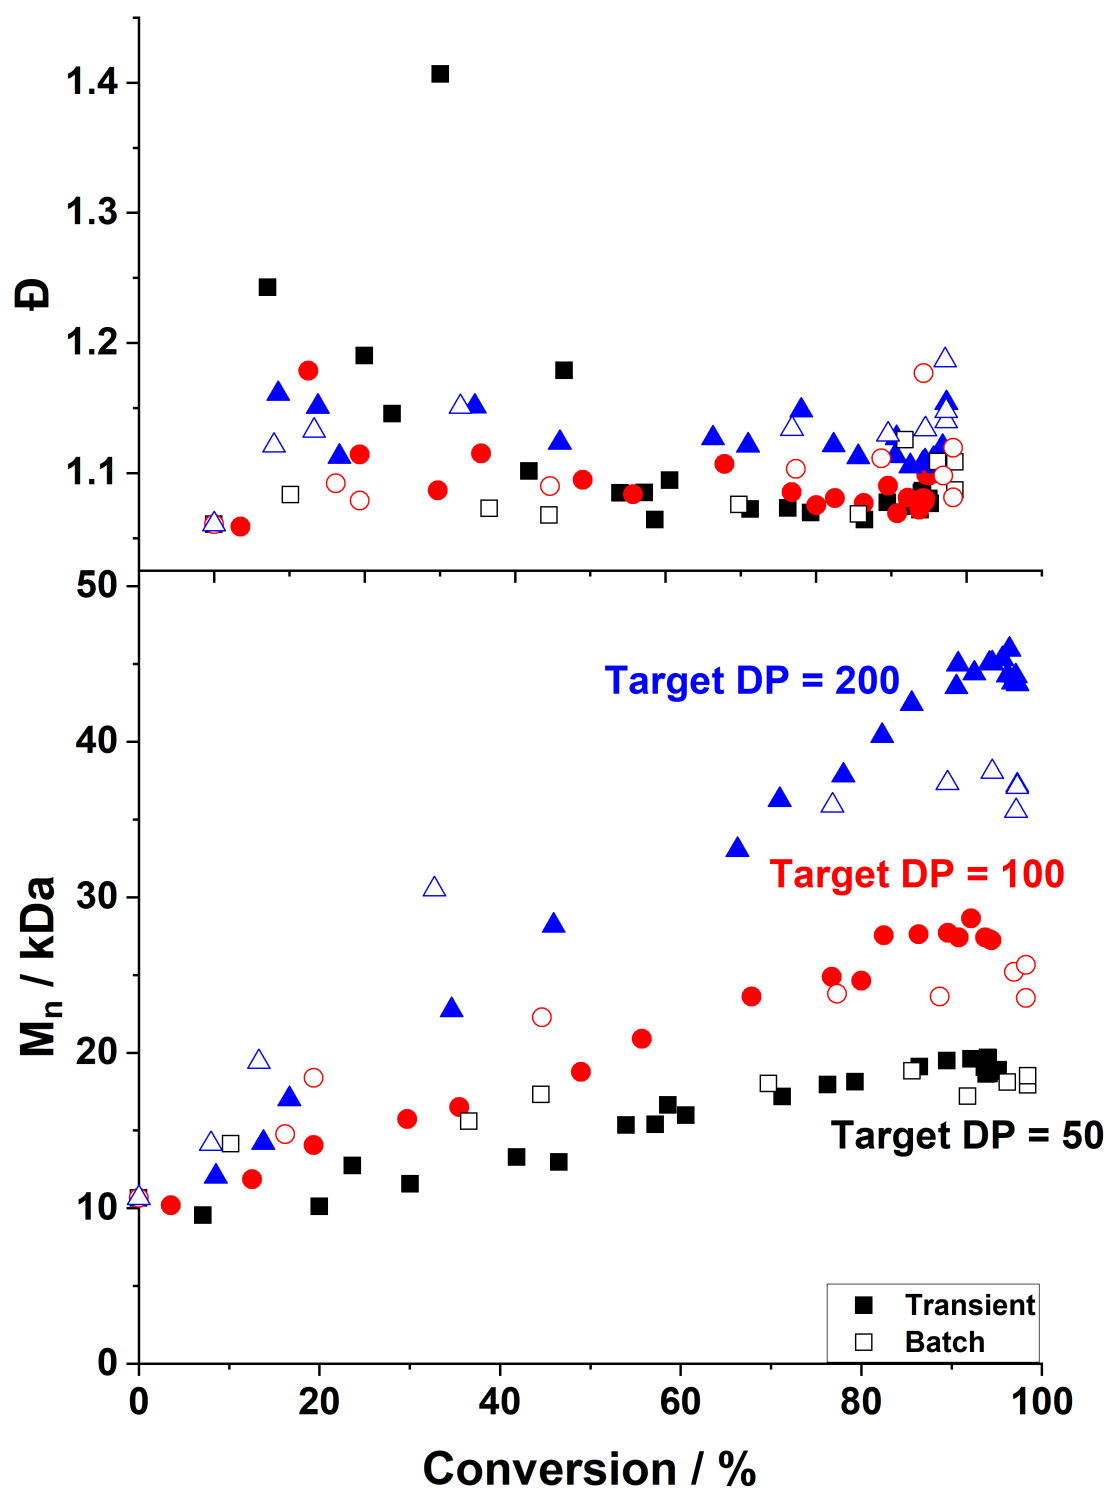 1.4
1.3
Đ
1.2
1.1
50
Target DP = 200
40
Target DP = 100
30
Mn / kDa
20
Target DP = 50
10
Transient
Batch
0
0 20 40 60 80 100
Conversion / %